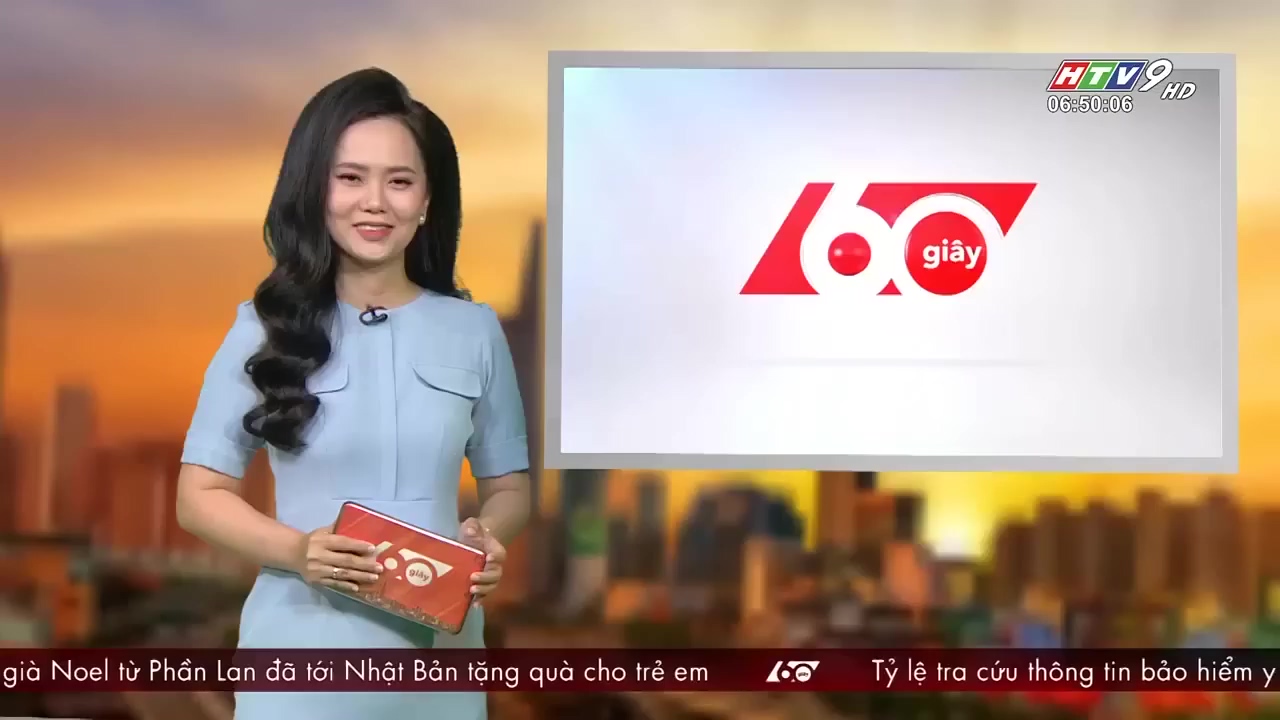 HTV9 HD
06:50:06
60 giây
60 giây
già Noel từ Phần Lan đã tới Nhật Bản tặng quà cho trẻ em 60 giây Tỷ lệ tra cứu thông tin bảo hiểm y